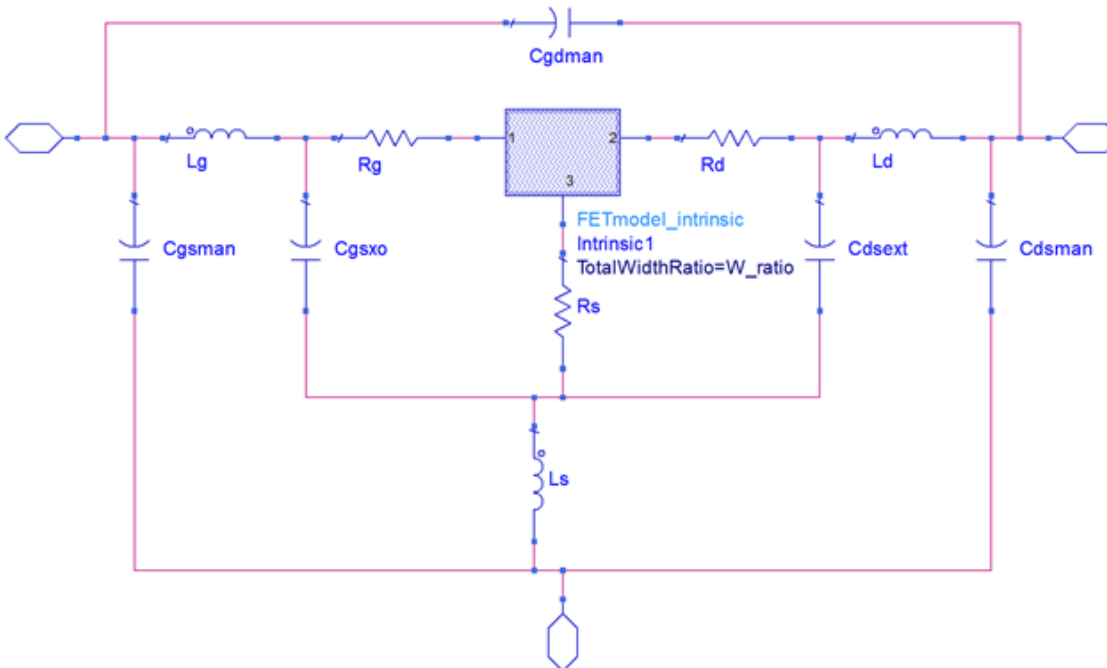 Cgdman
1
2
3
Lg
Rg
Rd
Ld
FETmodel_intrinsic
Intrinsic1
TotalWidthRatio=W_ratio
Cgsman
Cgsxo
Cdsext
Cdsman
Rs
Ls